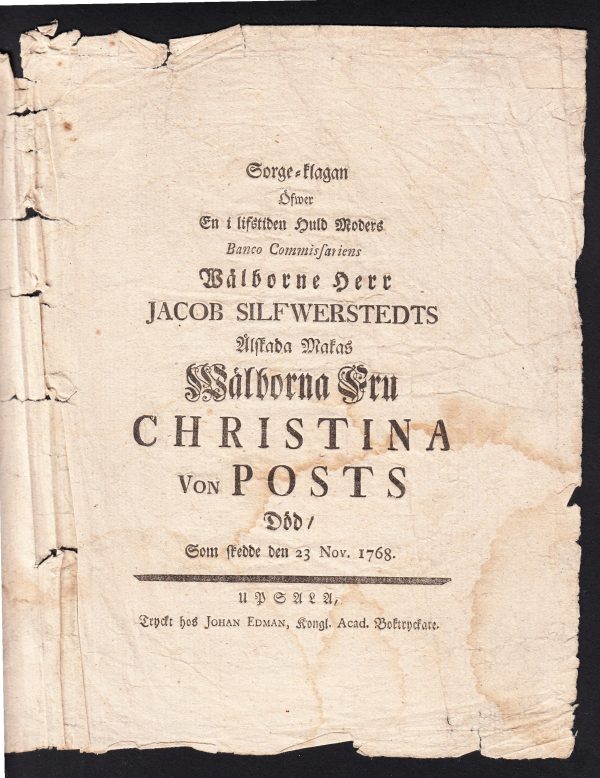 Sorge-klagan
Öfwer
En i lifstiden Huld Moders
Banco Commissariens
Wälborne Herr
JACOB SILFWERSTEDTS
Älskada Makas
Wälborna Fru
CHRISTINA
VON POSTS
Död/
Som skedde den 23 Nov. 1768.
UPSALA,
Tryckt hos JOHAN EDMAN, Kongl. Acad. Boktryckare.